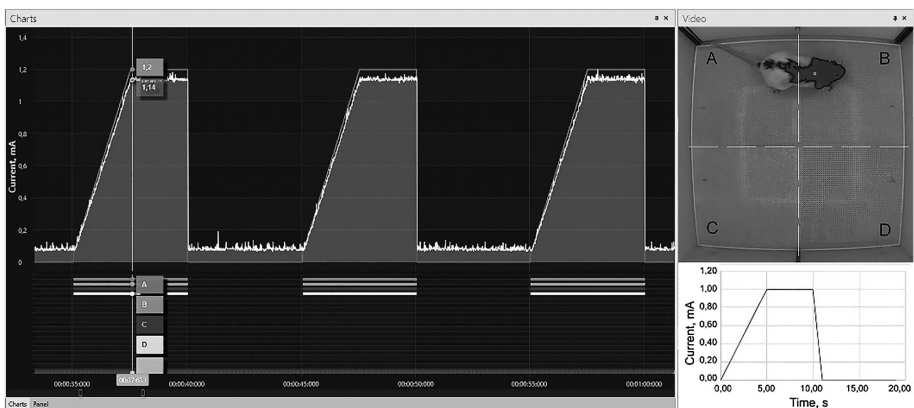 Charts
Video
1,4
1,2
1
0,8
0,6
0,4
0,2
0
Current, mA
1,2
1,14
A
B
C
D
00:00:35:000
00:00:40:000
00:00:45:000
00:00:50:000
00:00:55:000
00:01:00:000
Charts Panel
A
B
C
D
1,20
1,00
0,80
0,60
0,40
0,20
0,00
Current, mA
0,00 5,00 10,00 15,00 20,00
Time, s